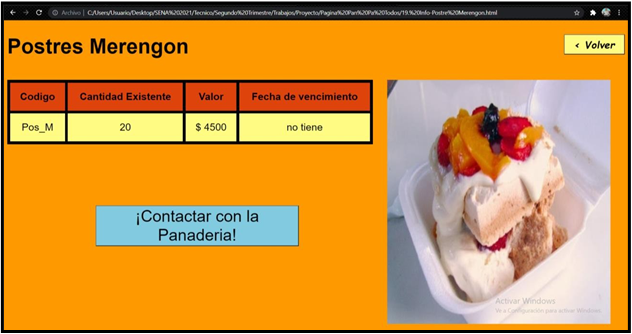 Archivo | C:/Users/Usuario/Desktop/SENA%202021/Tecnico/Segundo%20Trimestre/Trabajos/Proyecto/Pagina%20Pan%20Pa%20Todos/19.%20Info-Postre%20Merengon.html
Postres Merengon
< Volver
Codigo Cantidad Existente Valor Fecha de vencimiento
Pos_M 20 $ 4500 no tiene
¡Contactar con la
Panaderia!
Activar Windows
Ve a Configuración para activar Windows.